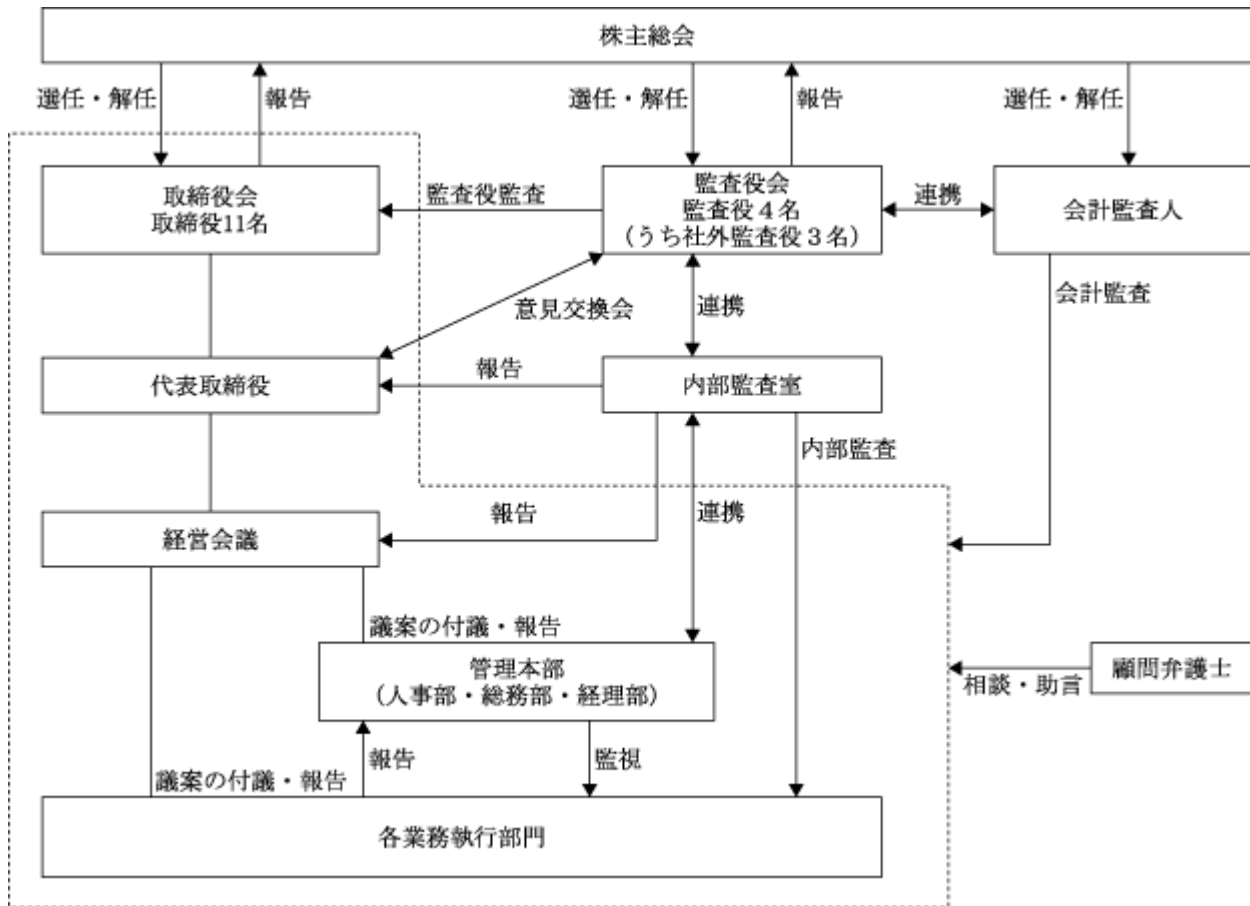 株主総会
選任・解任
報告
選任・解任
報告
選任・解任
取締役会
取締役11名
監査役監査
監査役会
監査役４名
（うち社外監査役３名）
連携
会計監査人
意見交換会
連携
会計監査
代表取締役
報告
内部監査室
内部監査
経営会議
報告
連携
議案の付議・報告
管理本部
（人事部・総務部・経理部）
顧問弁護士
相談・助言
報告
監視
議案の付議・報告
各業務執行部門